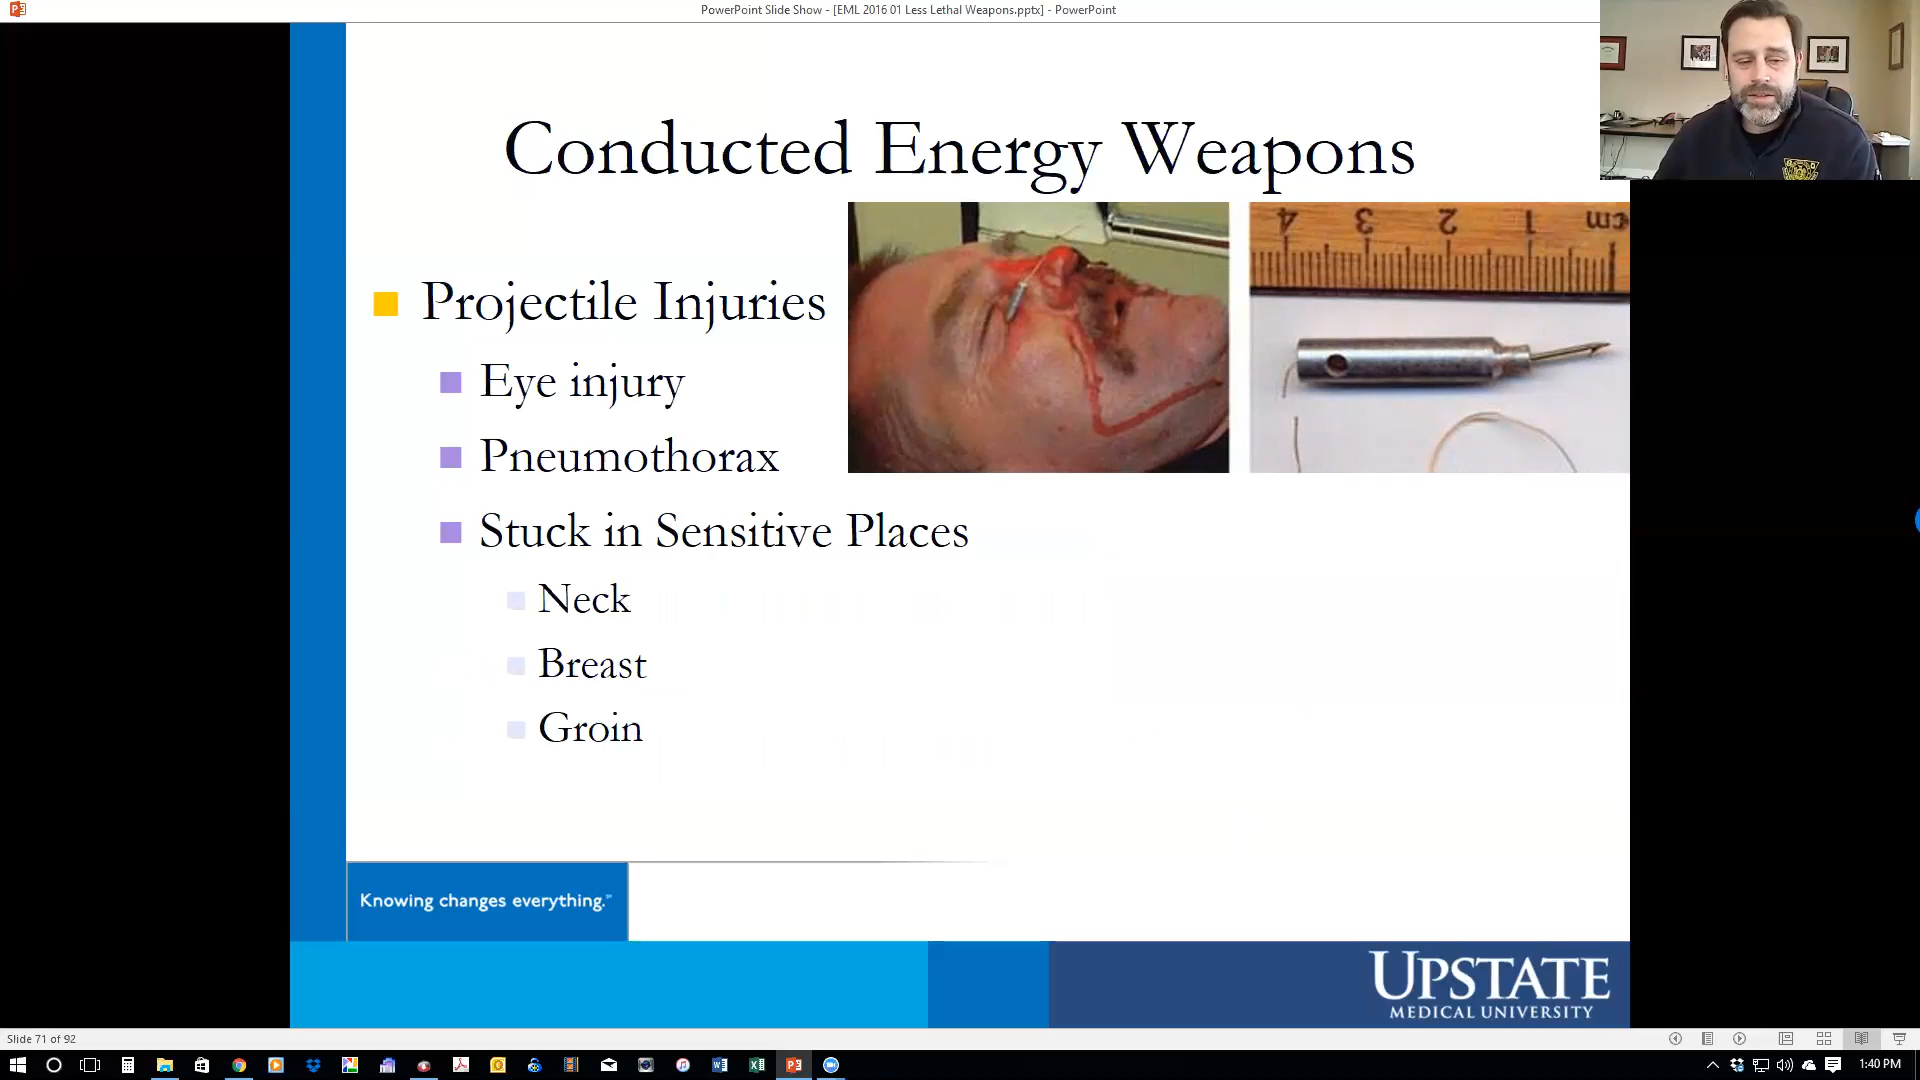 PowerPoint Slide Show - [EML 2016 01 Less Lethal Weapons.pptx] - PowerPoint
Conducted Energy Weapons
4 3 2 1 cm
Projectile Injuries
Eye injury
Pneumothorax
Stuck in Sensitive Places
Neck
Breast
Groin
Knowing changes everything.℠
UPSTATE
MEDICAL UNIVERSITY
Slide 71 of 92
1:40 PM